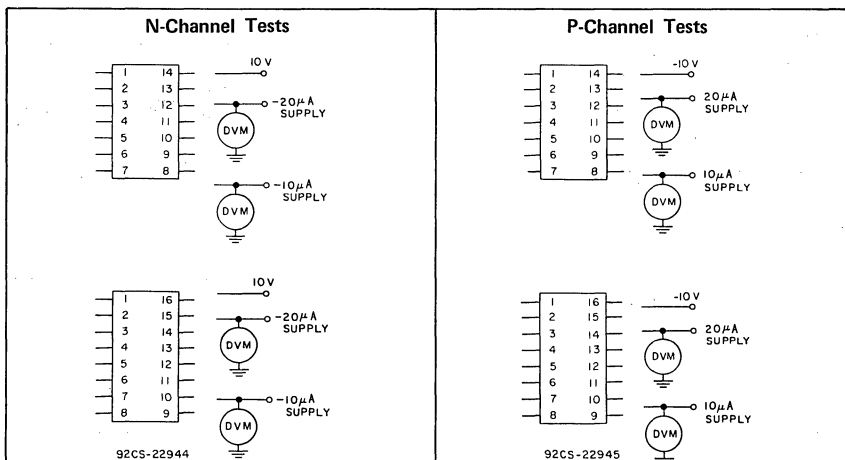 N-Channel Tests
1 14
2 13
3 12
4 11
5 10
6 9
7 8
10 V
-20μA
SUPPLY
DVM
-10μA
SUPPLY
DVM
1 16
2 15
3 14
4 13
5 12
6 11
7 10
8 9
10 V
-20μA
SUPPLY
DVM
-10μA
SUPPLY
DVM
92CS-22944
P-Channel Tests
1 14
2 13
3 12
4 11
5 10
6 9
7 8
-10 V
20μA
SUPPLY
DVM
10μA
SUPPLY
DVM
1 16
2 15
3 14
4 13
5 12
6 11
7 10
8 9
-10 V
20μA
SUPPLY
DVM
10μA
SUPPLY
DVM
92CS-22945